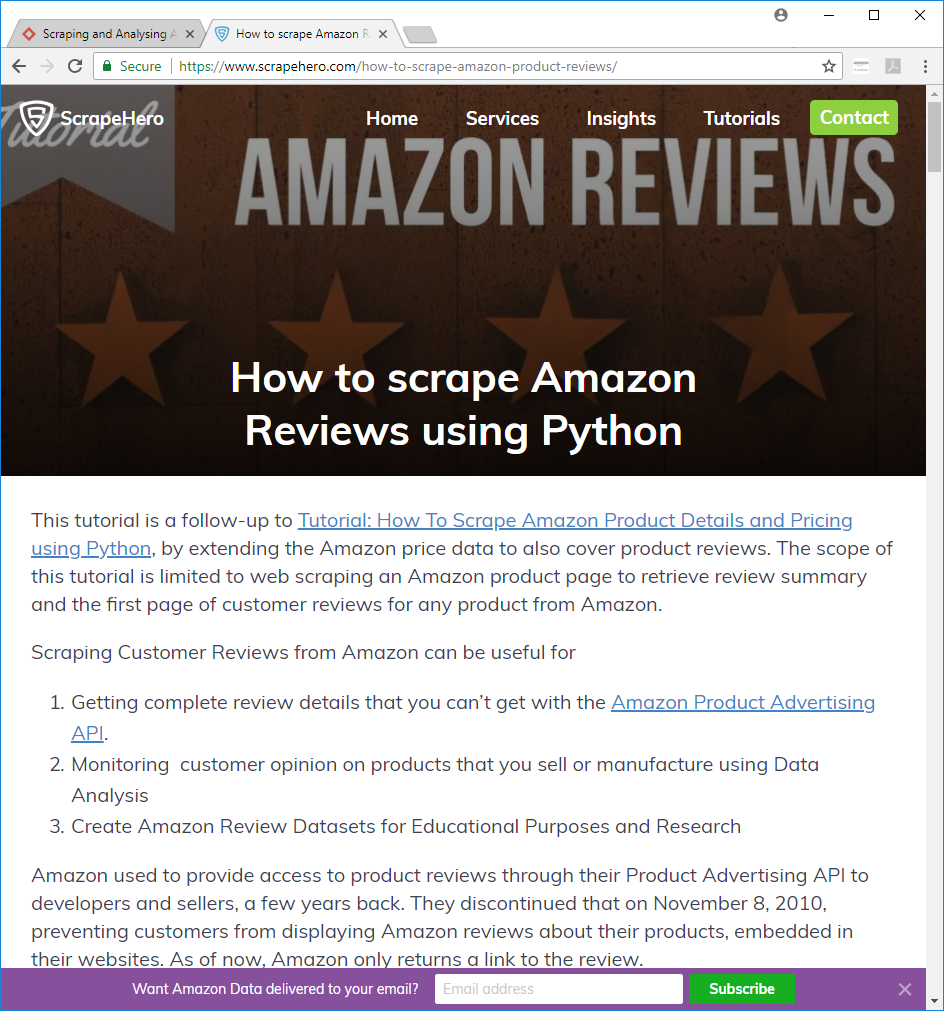 Scraping and Analysing A
How to scrape Amazon R
Secure
https://www.scrapehero.com/how-to-scrape-amazon-product-reviews/
Tutorial
ScrapeHero
Home
Services
Insights
Tutorials
Contact
AMAZON REVIEWS
How to scrape Amazon
Reviews using Python
This tutorial is a follow-up to Tutorial: How To Scrape Amazon Product Details and Pricing
using Python, by extending the Amazon price data to also cover product reviews. The scope of
this tutorial is limited to web scraping an Amazon product page to retrieve review summary
and the first page of customer reviews for any product from Amazon.
Scraping Customer Reviews from Amazon can be useful for
1. Getting complete review details that you can’t get with the Amazon Product Advertising
API.
2. Monitoring  customer opinion on products that you sell or manufacture using Data
Analysis
3. Create Amazon Review Datasets for Educational Purposes and Research
Amazon used to provide access to product reviews through their Product Advertising API to
developers and sellers, a few years back. They discontinued that on November 8, 2010,
preventing customers from displaying Amazon reviews about their products, embedded in
their websites. As of now, Amazon only returns a link to the review.
Want Amazon Data delivered to your email?
Email address
Subscribe